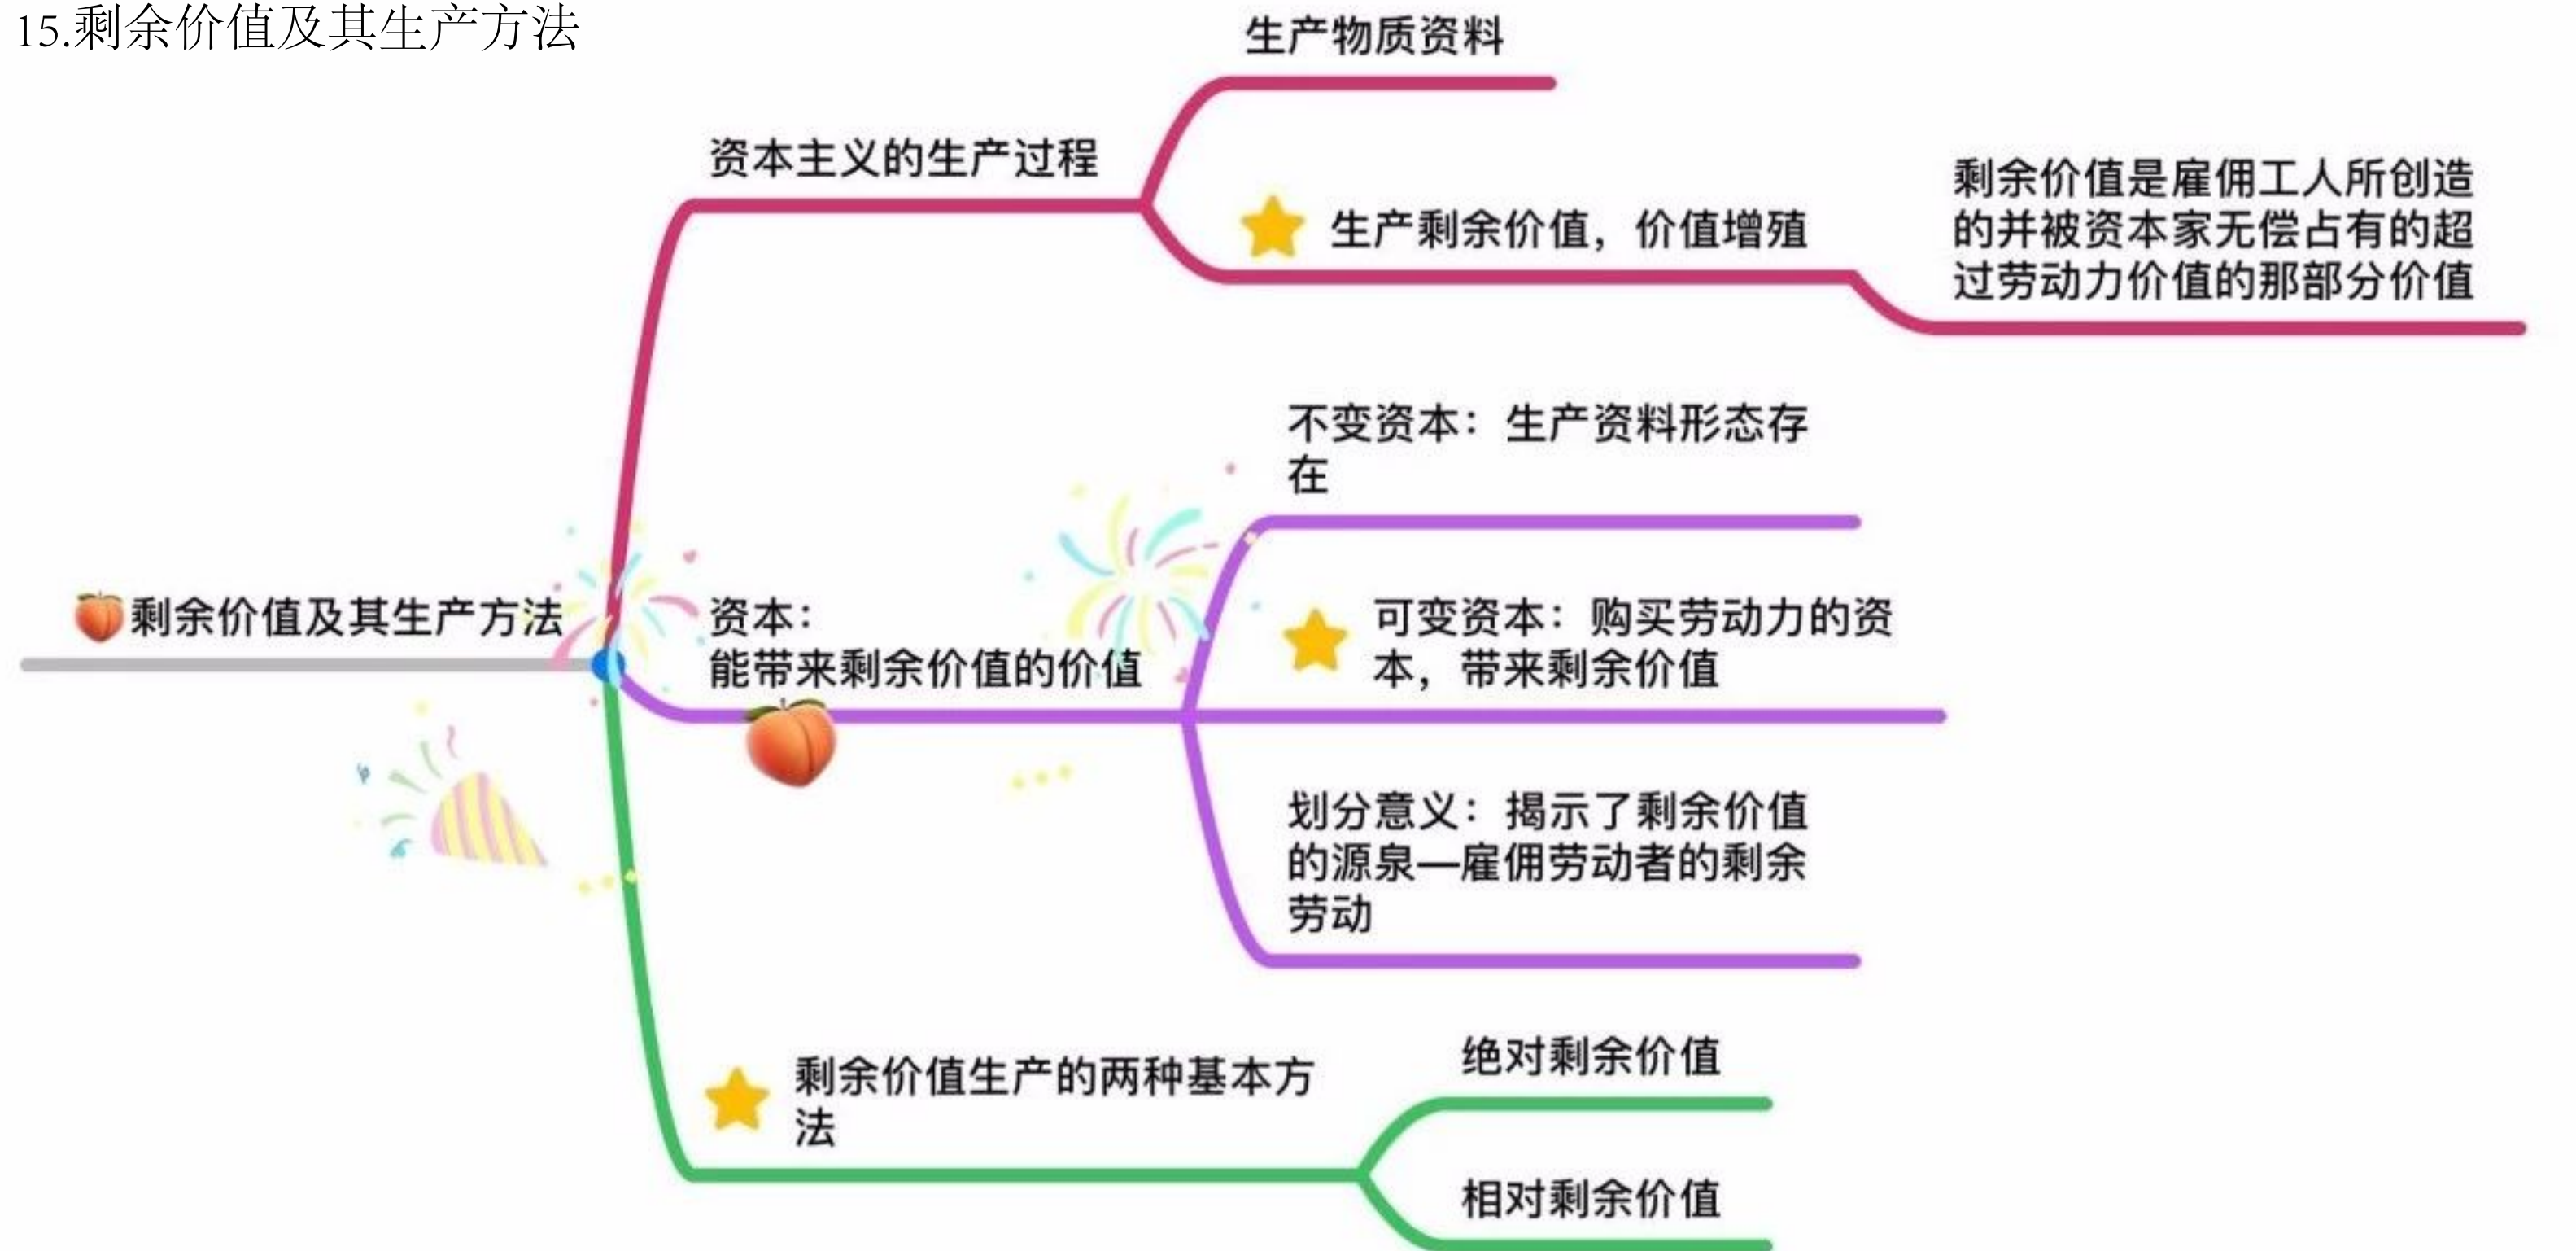 15.剩余价值及其生产方法
生产物质资料
资本主义的生产过程
生产剩余价值，价值增殖
剩余价值是雇佣工人所创造
的并被资本家无偿占有的超
过劳动力价值的那部分价值
不变资本：生产资料形态存
在
剩余价值及其生产方法
资本：
能带来剩余价值的价值
可变资本：购买劳动力的资
本，带来剩余价值
划分意义：揭示了剩余价值
的源泉—雇佣劳动者的剩余
劳动
剩余价值生产的两种基本方
法
绝对剩余价值
相对剩余价值